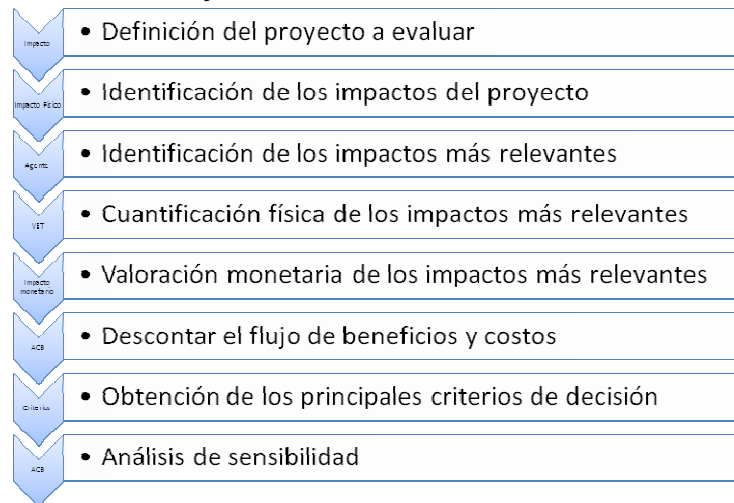 Impacto
• Definición del proyecto a evaluar
Impacto Físico
• Identificación de los impactos del proyecto
Agente
• Identificación de los impactos más relevantes
VET
• Cuantificación física de los impactos más relevantes
Impacto
monetario
• Valoración monetaria de los impactos más relevantes
ACB
• Descontar el flujo de beneficios y costos
Criterios
• Obtención de los principales criterios de decisión
ACB
• Análisis de sensibilidad